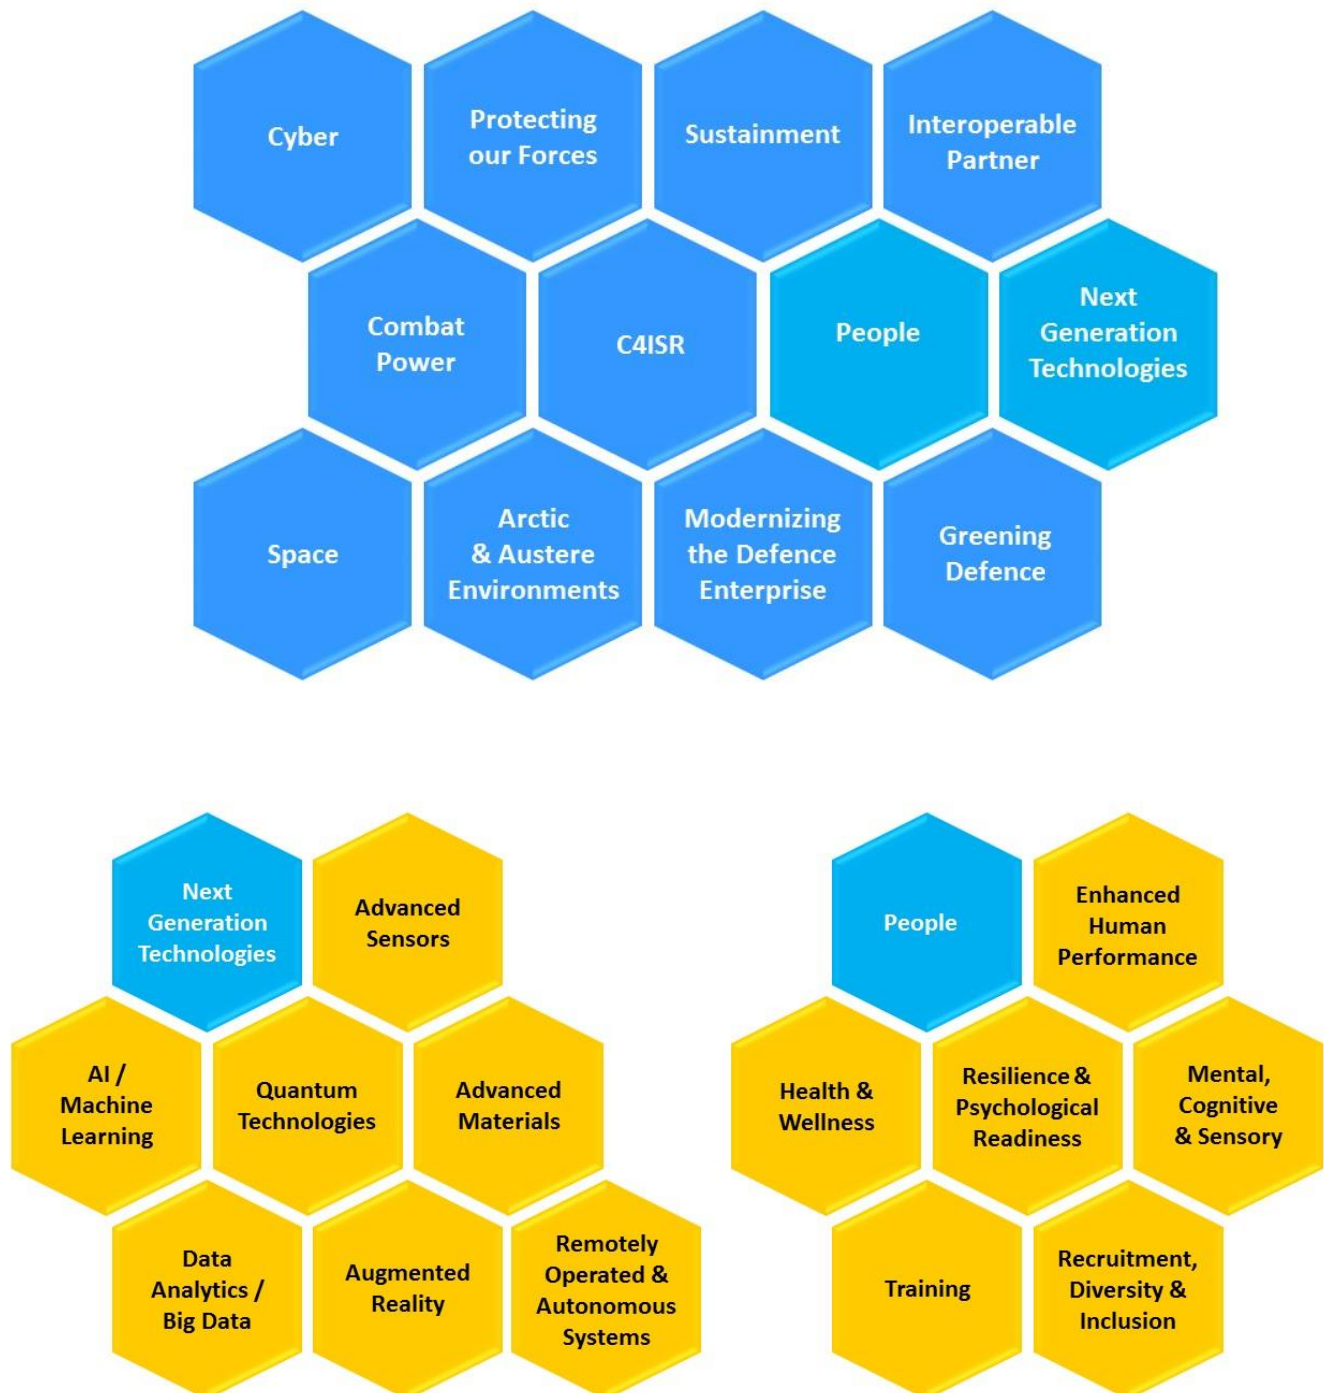 Cyber
Protecting
our Forces
Sustainment
Interoperable
Partner
Combat
Power
C4ISR
People
Next
Generation
Technologies
Space
Arctic
& Austere
Environments
Modernizing
the Defence
Enterprise
Greening
Defence
Next
Generation
Technologies
Advanced
Sensors
AI /
Machine
Learning
Quantum
Technologies
Advanced
Materials
Data
Analytics /
Big Data
Augmented
Reality
Remotely
Operated &
Autonomous
Systems
People
Enhanced
Human
Performance
Health &
Wellness
Resilience &
Psychological
Readiness
Mental,
Cognitive
& Sensory
Training
Recruitment,
Diversity &
Inclusion